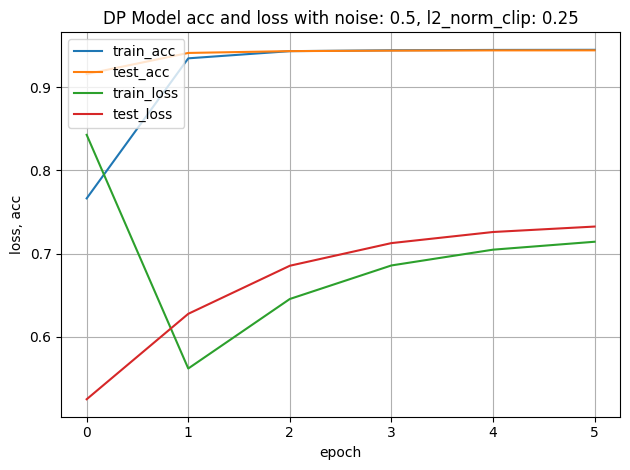 DP Model acc and loss with noise: 0.5, l2_norm_clip: 0.25
train_acc
test_acc
train_loss
test_loss
0.9
0.8
0.7
0.6
loss, acc
0 1 2 3 4 5
epoch